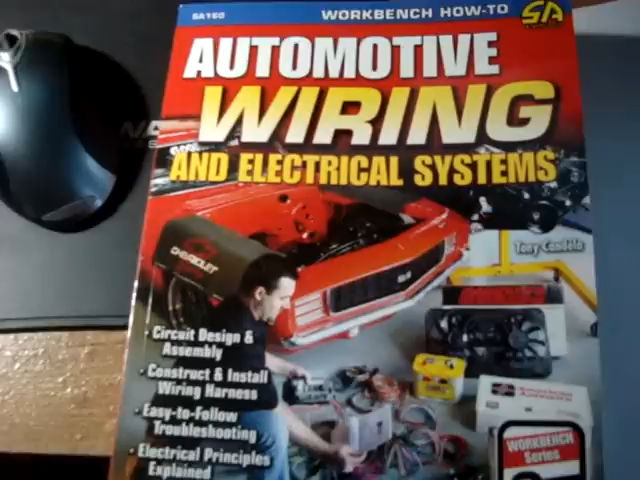 SA160 WORKBENCH HOW-TO SA
AUTOMOTIVE
WIRING
AND ELECTRICAL SYSTEMS
Tony Candela
CHEVROLET
• Circuit Design &
Assembly
• Construct & Install
Wiring Harness
• Easy-to-Follow
Troubleshooting
• Electrical Principles
Explained
WORKBENCH
Series